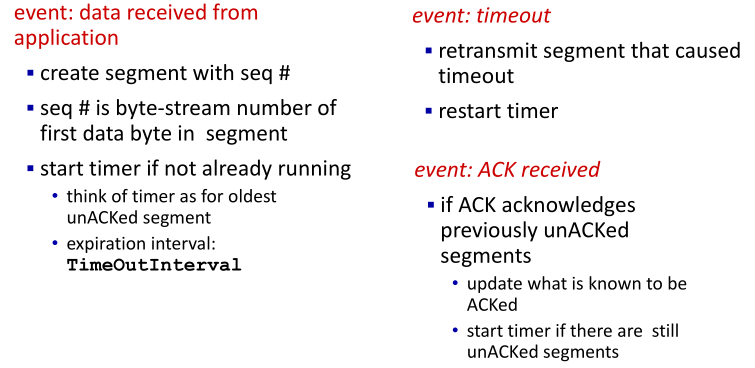 event: data received from
application
▪ create segment with seq #
▪ seq # is byte-stream number of
first data byte in segment
▪ start timer if not already running
• think of timer as for oldest
unACKed segment
• expiration interval:
TimeOutInterval
event: timeout
▪ retransmit segment that caused
timeout
▪ restart timer
event: ACK received
▪ if ACK acknowledges
previously unACKed
segments
• update what is known to be
ACKed
• start timer if there are still
unACKed segments